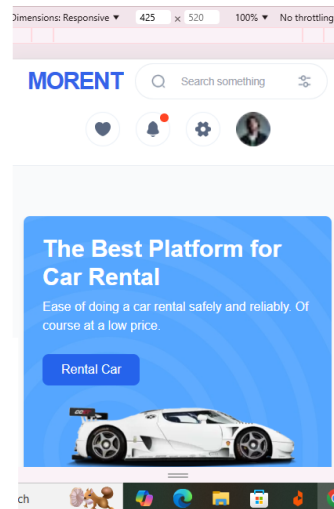 Dimensions: Responsive ▼ 425 × 520 100% ▼ No throttling
MORENT
Search something
The Best Platform for
Car Rental
Ease of doing a car rental safely and reliably. Of
course at a low price.
Rental Car